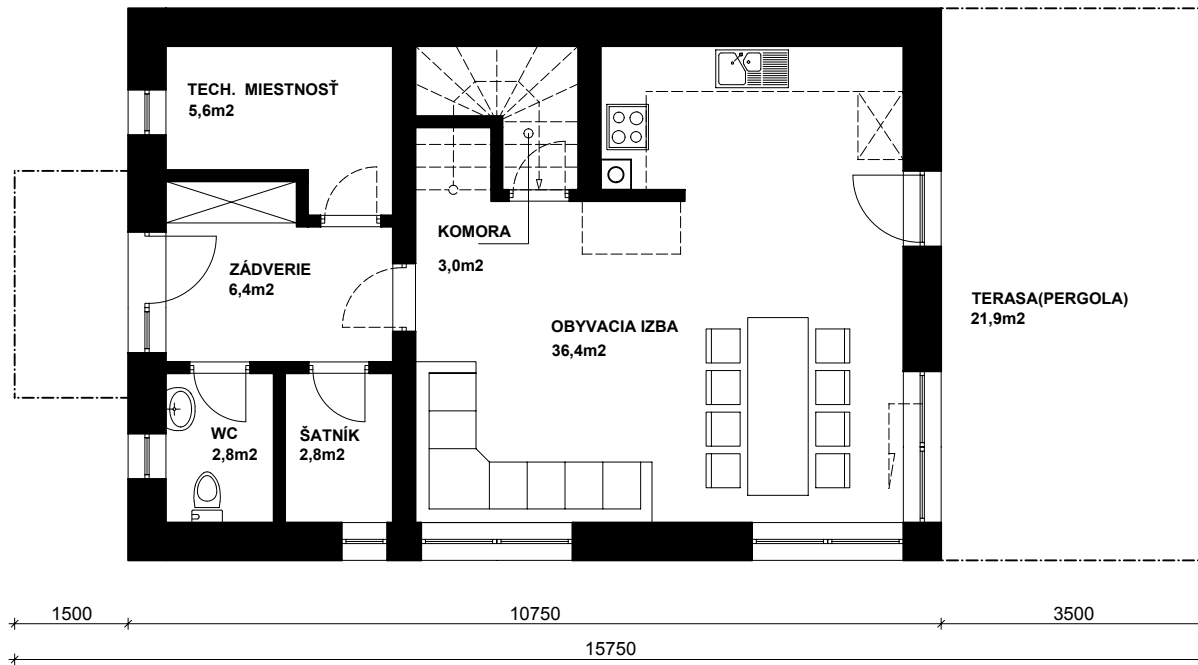 TECH. MIESTNOSŤ
5,6m2
KOMORA
3,0m2
ZÁDVERIE
6,4m2
TERASA(PERGOLA)
21,9m2
OBYVACIA IZBA
36,4m2
WC
2,8m2
ŠATNÍK
2,8m2
1500
10750
3500
15750